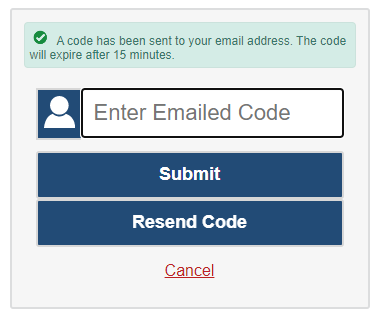 A code has been sent to your email address. The code
will expire after 15 minutes.
Enter Emailed Code
Submit
Resend Code
Cancel